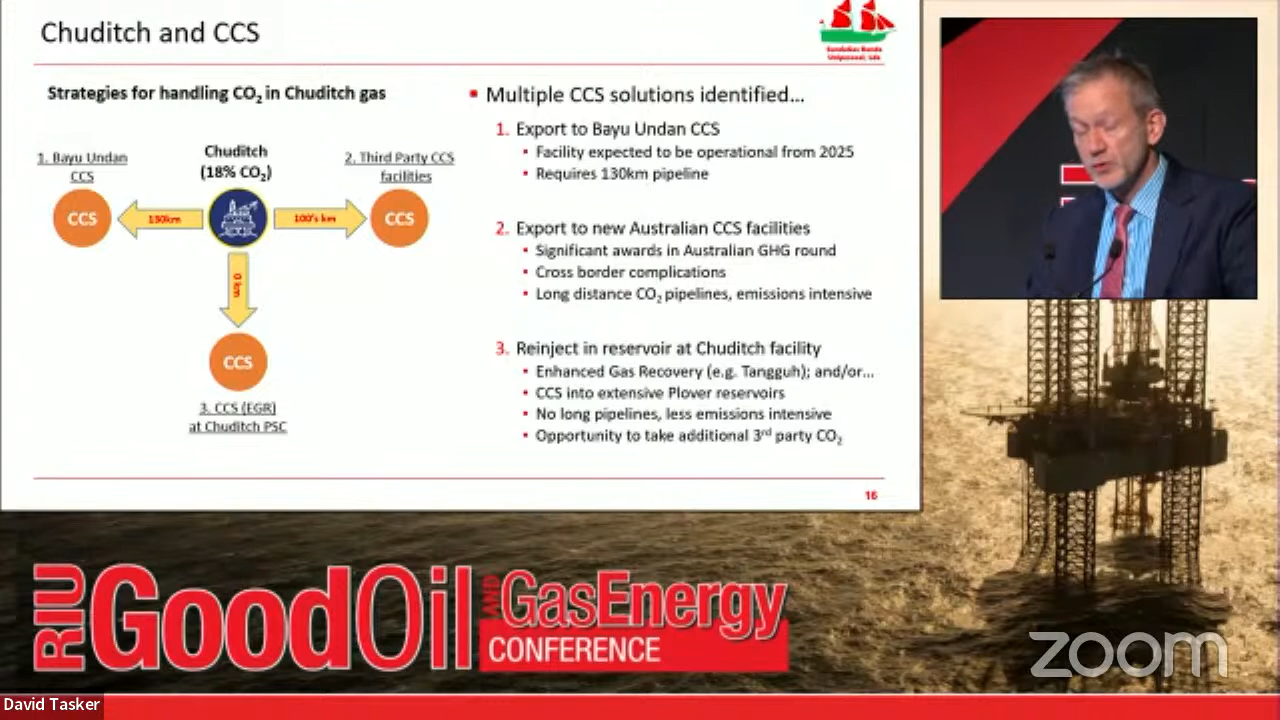 Chuditch and CCS
SundaGas Banda
Unipessoal, Lda
Strategies for handling CO₂ in Chuditch gas
1. Bayu Undan
CCS
Chuditch
(18% CO₂)
2. Third Party CCS
facilities
CCS
130km
100's km
CCS
0 km
CCS
3. CCS (EGR)
at Chuditch PSC
▪ Multiple CCS solutions identified…
1. Export to Bayu Undan CCS
▪ Facility expected to be operational from 2025
▪ Requires 130km pipeline
2. Export to new Australian CCS facilities
▪ Significant awards in Australian GHG round
▪ Cross border complications
▪ Long distance CO₂ pipelines, emissions intensive
3. Reinject in reservoir at Chuditch facility
▪ Enhanced Gas Recovery (e.g. Tangguh); and/or…
▪ CCS into extensive Plover reservoirs
▪ No long pipelines, less emissions intensive
▪ Opportunity to take additional 3rd party CO₂
16
RIU GoodOil AND GasEnergy
CONFERENCE
zoom
David Tasker